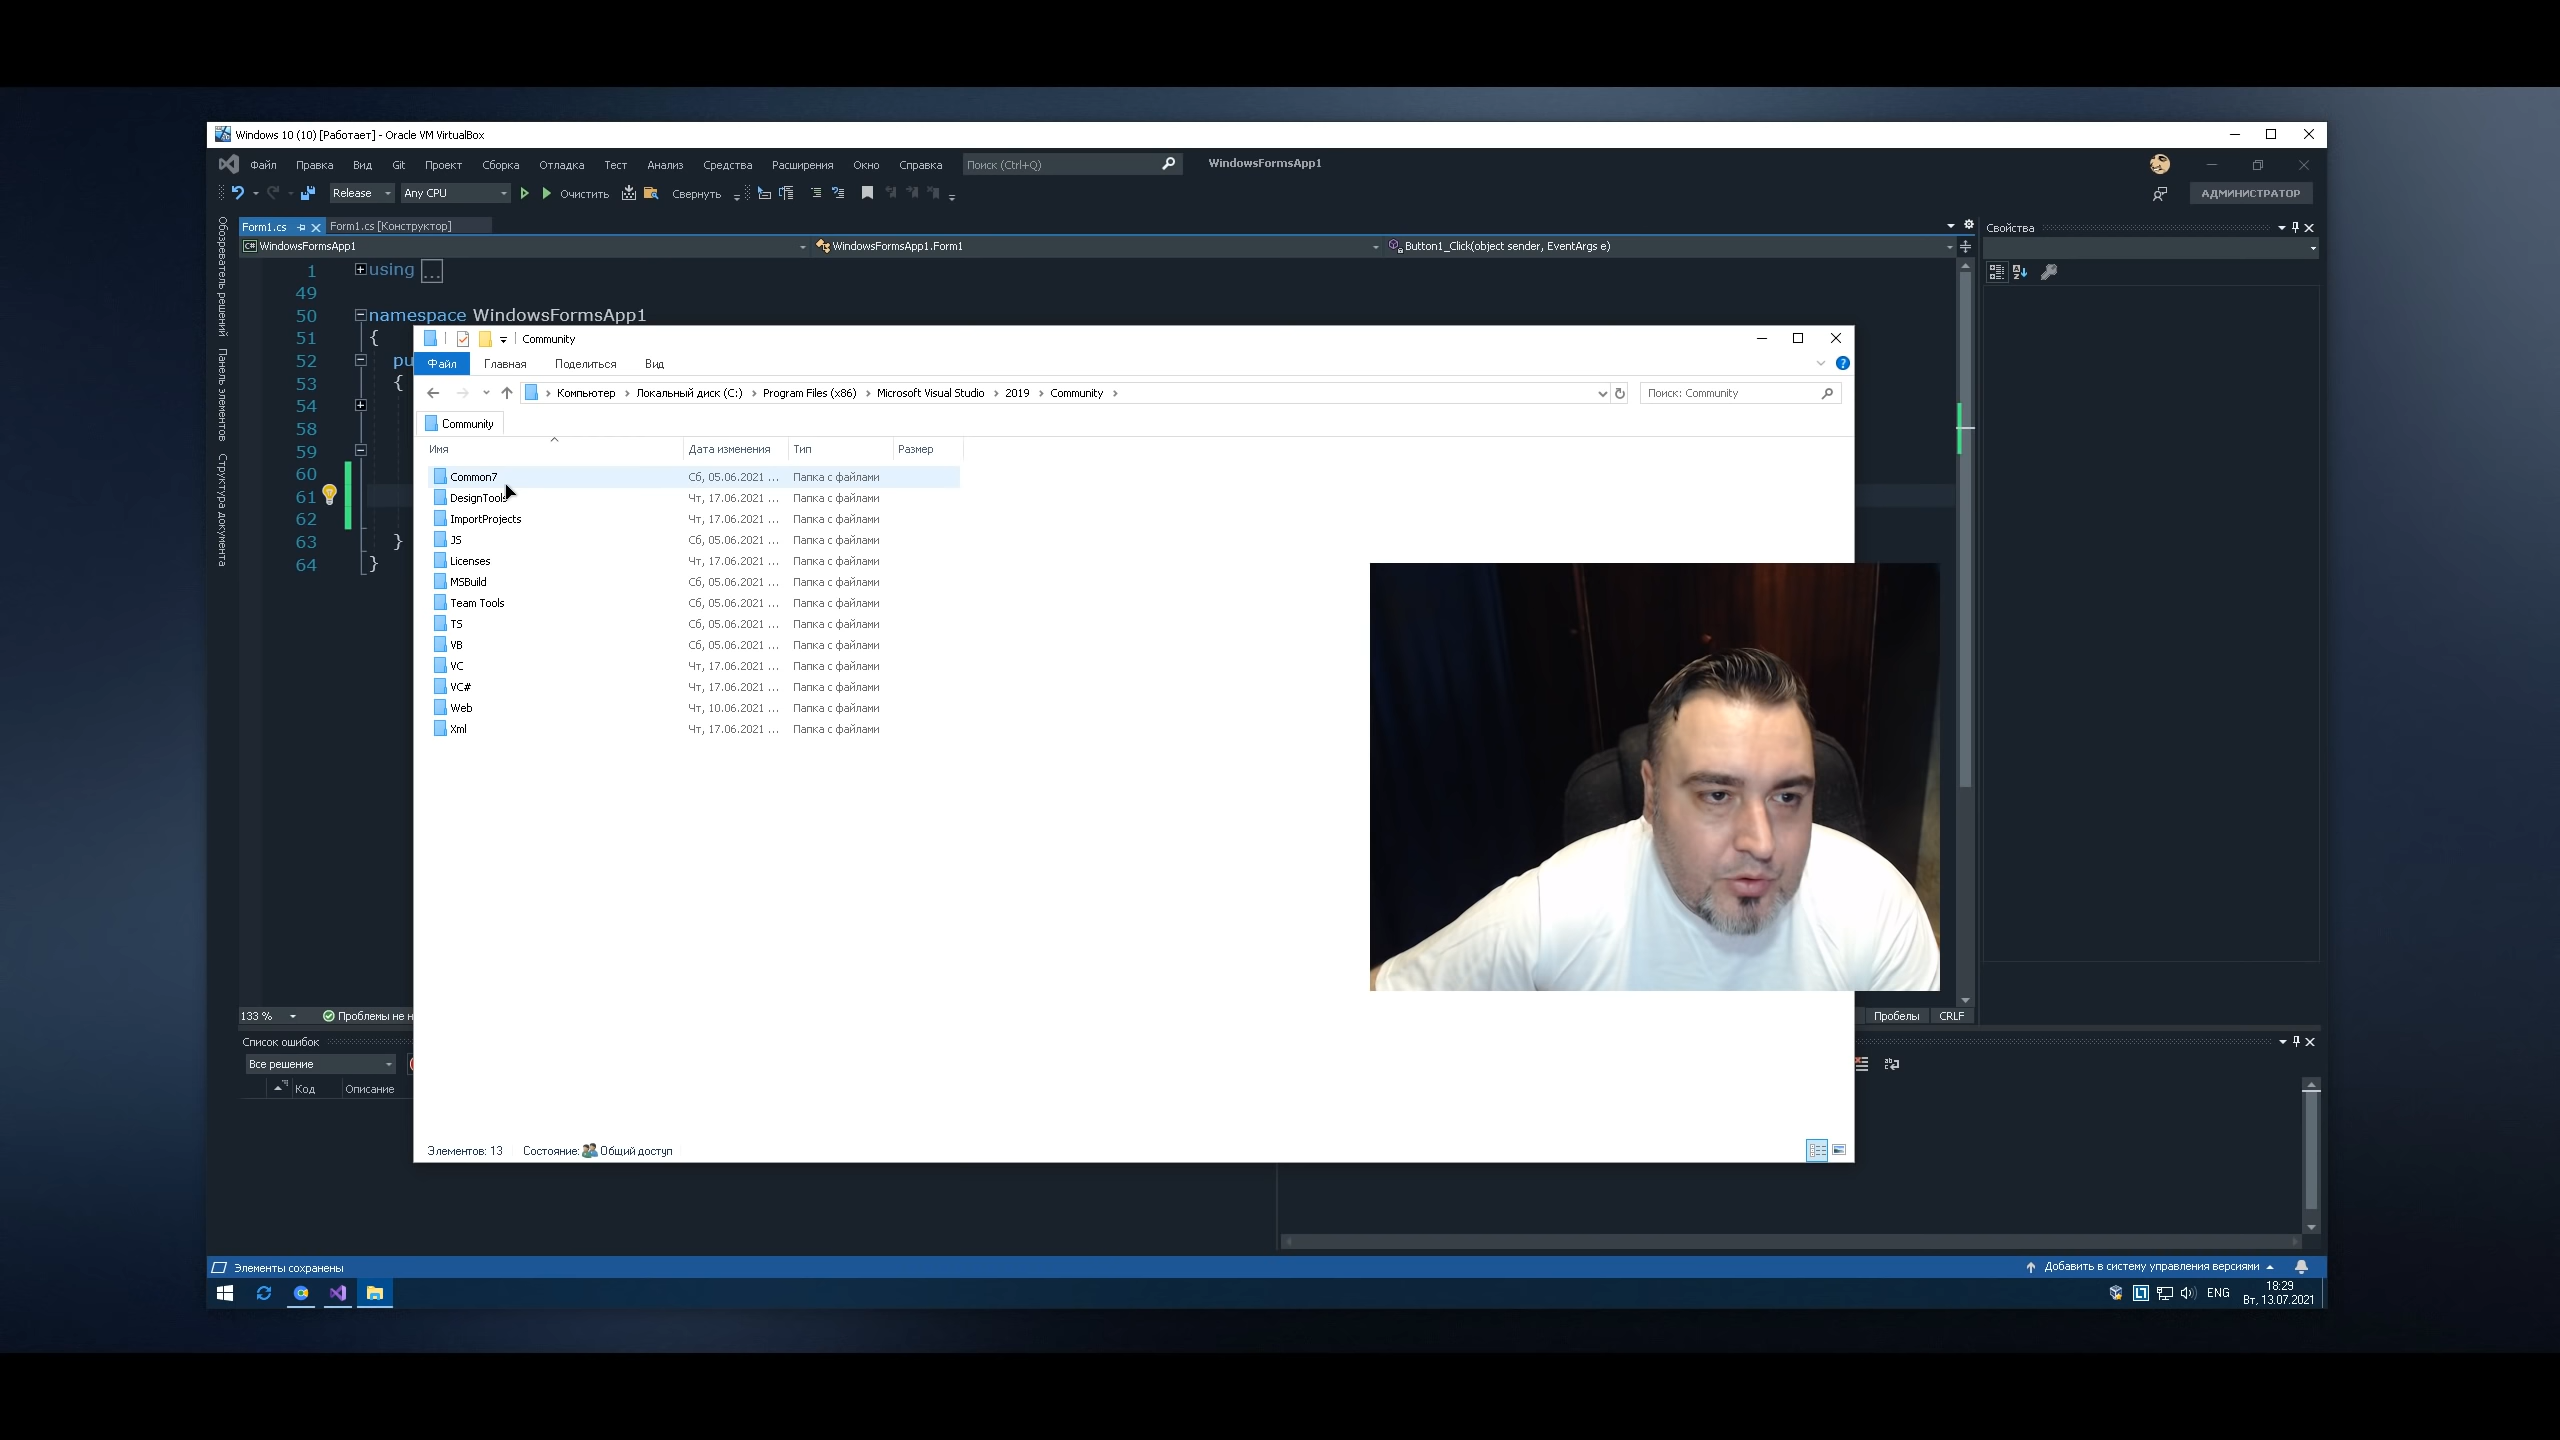 Windows 10 (10) [Работает] - Oracle VM VirtualBox
Файл Правка Вид Git Проект Сборка Отладка Тест Анализ Средства Расширения Окно Справка Поиск (Ctrl+Q) WindowsFormsApp1
Release Any CPU Очистить Свернуть АДМИНИСТРАТОР
Обозреватель решений
Панель элементов
Структура документа
Form1.cs Form1.cs [Конструктор]
WindowsFormsApp1 WindowsFormsApp1.Form1 Button1_Click(object sender, EventArgs e)
Свойства
1 using ...
49
50 namespace WindowsFormsApp1
51 {
52 pu
53 {
54
58
59
60
61
62
63 }
64 }
Community
Файл Главная Поделиться Вид
Компьютер Локальный диск (C:) Program Files (x86) Microsoft Visual Studio 2019 Community Поиск: Community
Community
Имя Дата изменения Тип Размер
Common7 Сб, 05.06.2021 ... Папка с файлами
DesignTools Чт, 17.06.2021 ... Папка с файлами
ImportProjects Чт, 17.06.2021 ... Папка с файлами
JS Сб, 05.06.2021 ... Папка с файлами
Licenses Чт, 17.06.2021 ... Папка с файлами
MSBuild Сб, 05.06.2021 ... Папка с файлами
Team Tools Сб, 05.06.2021 ... Папка с файлами
TS Сб, 05.06.2021 ... Папка с файлами
VB Сб, 05.06.2021 ... Папка с файлами
VC Чт, 17.06.2021 ... Папка с файлами
VC# Чт, 17.06.2021 ... Папка с файлами
Web Чт, 10.06.2021 ... Папка с файлами
Xml Чт, 17.06.2021 ... Папка с файлами
Элементов: 13 Состояние: Общий доступ
133 % Проблемы не н Пробелы CRLF
Список ошибок
Все решение
Код Описание
Элементы сохранены Добавить в систему управления версиями
ENG 18:29
Вт, 13.07.2021